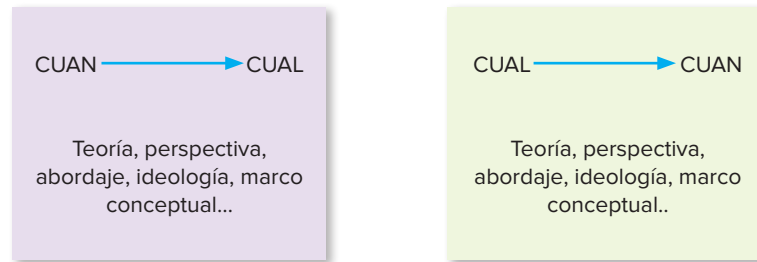 CUAN CUAL
Teoría, perspectiva,
abordaje, ideología, marco
conceptual...
CUAL CUAN
Teoría, perspectiva,
abordaje, ideología, marco
conceptual..